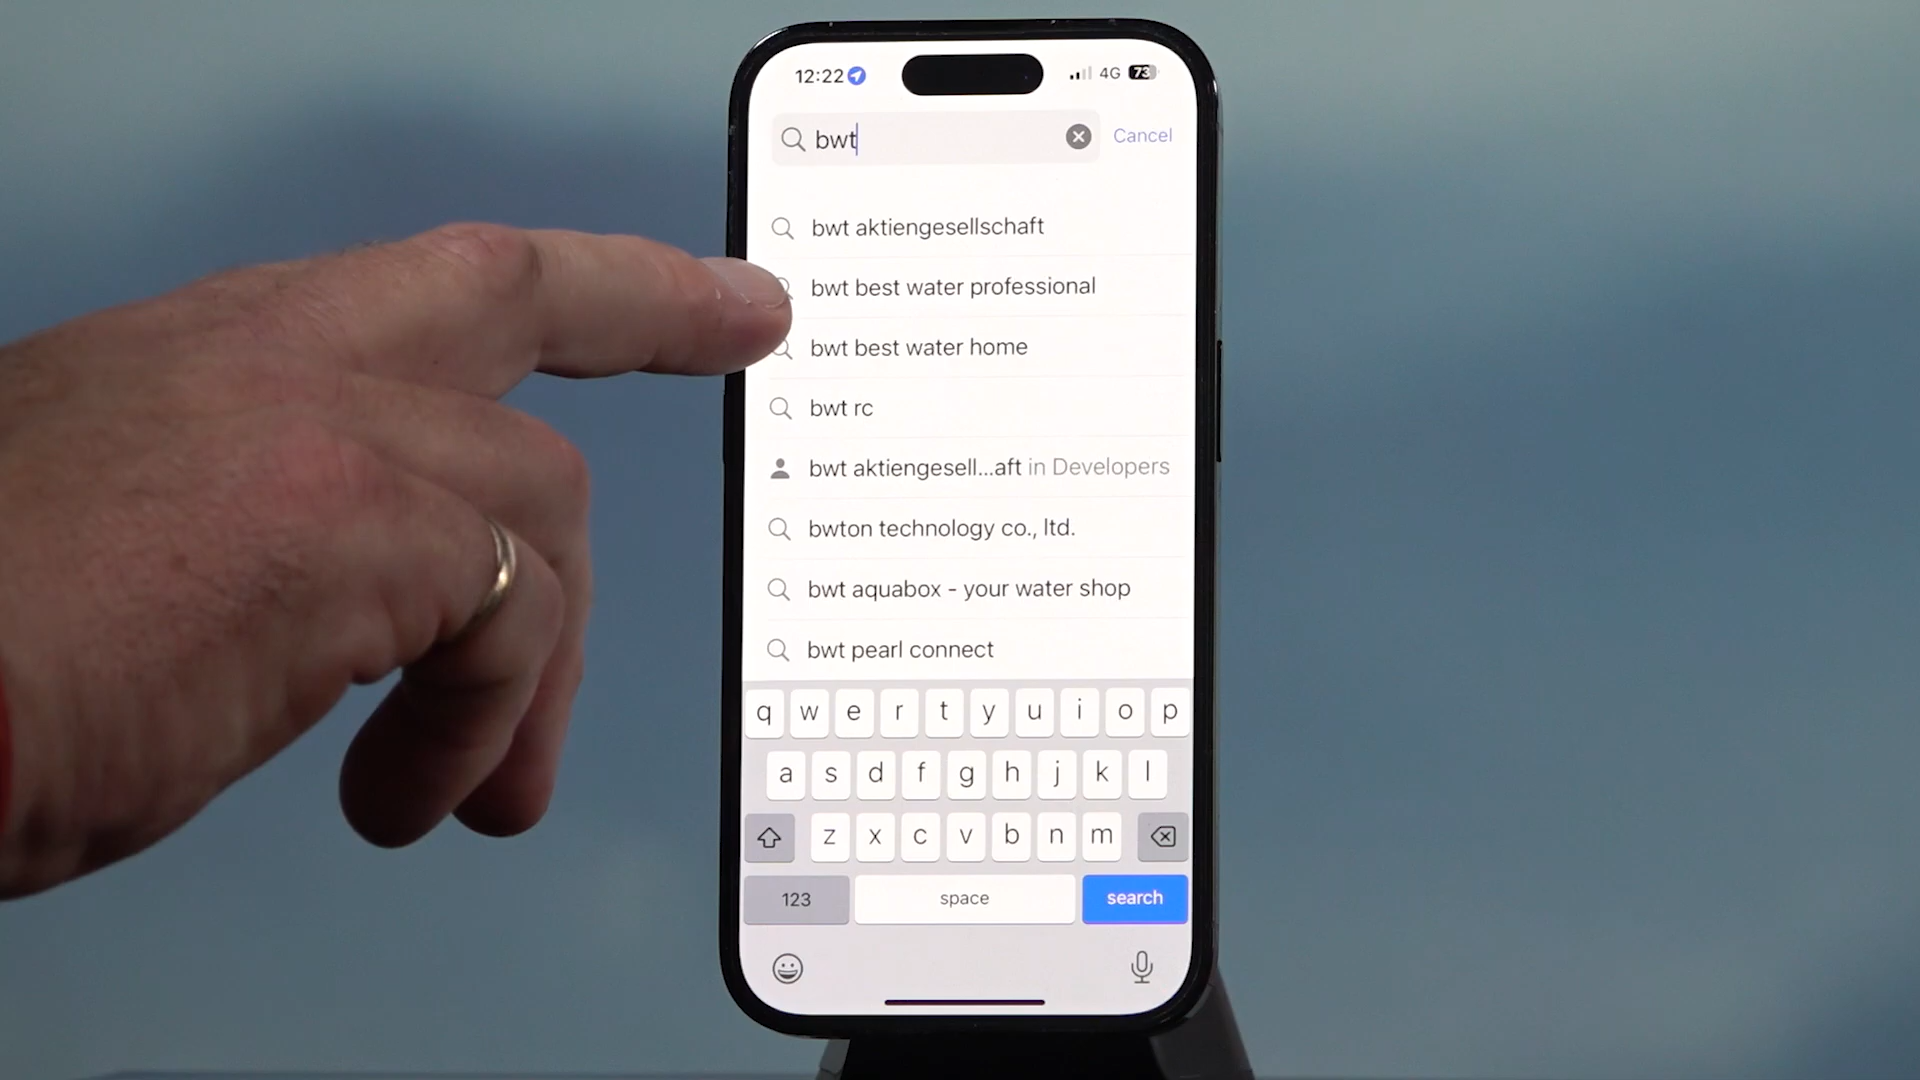 12:22
4G 73
bwt
Cancel
bwt aktiengesellschaft
bwt best water professional
bwt best water home
bwt rc
bwt aktiengesell...aft in Developers
bwton technology co., ltd.
bwt aquabox - your water shop
bwt pearl connect
q w e r t y u i o p
a s d f g h j k l
z x c v b n m
123 space search